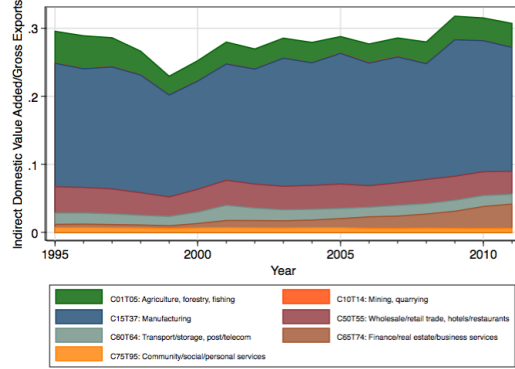 Indirect Domestic Value Added/Gross Exports
.3
.2
.1
0
1995
2000
2005
2010
Year
C01T05: Agriculture, forestry, fishing
C10T14: Mining, quarrying
C15T37: Manufacturing
C50T55: Wholesale/retail trade, hotels/restaurants
C60T64: Transport/storage, post/telecom
C65T74: Finance/real estate/business services
C75T95: Community/social/personal services